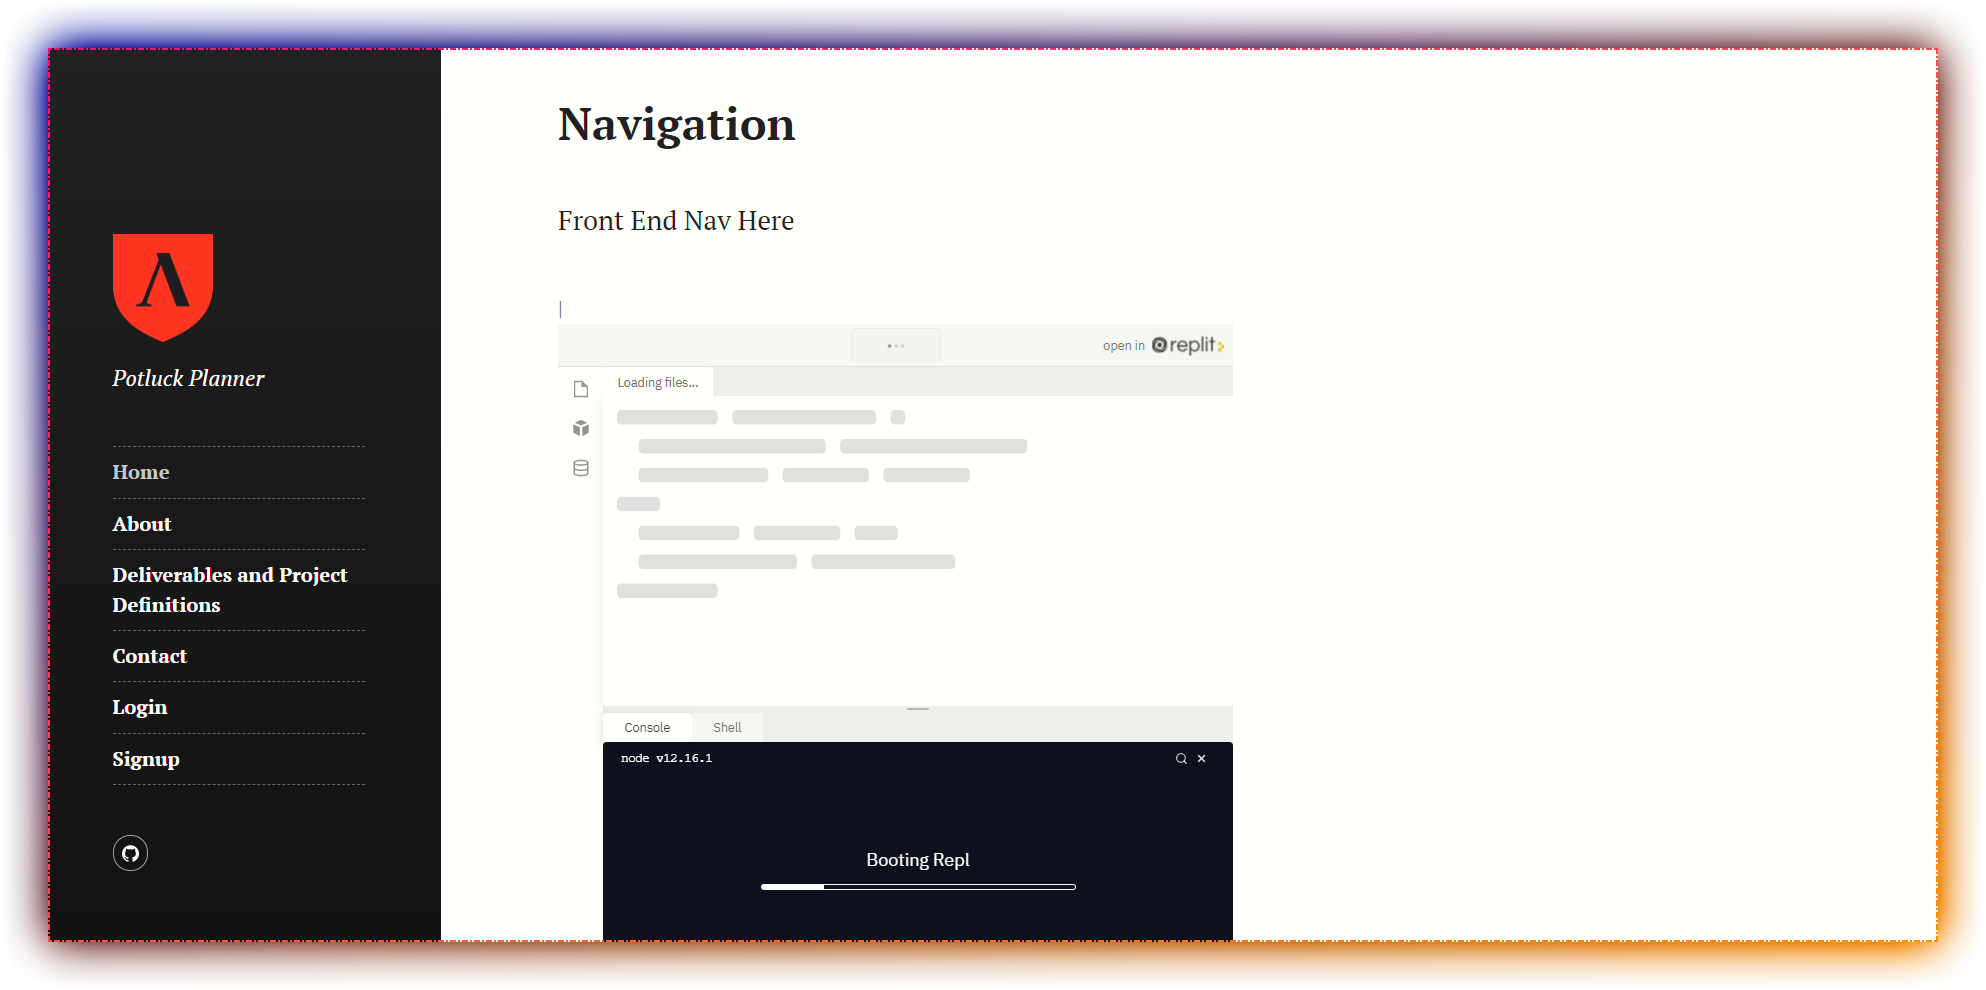 Navigation
Front End Nav Here
Λ
Potluck Planner
Home
About
Deliverables and Project
Definitions
Contact
Login
Signup
open in replit
Loading files...
Console
Shell
node v12.16.1
Booting Repl